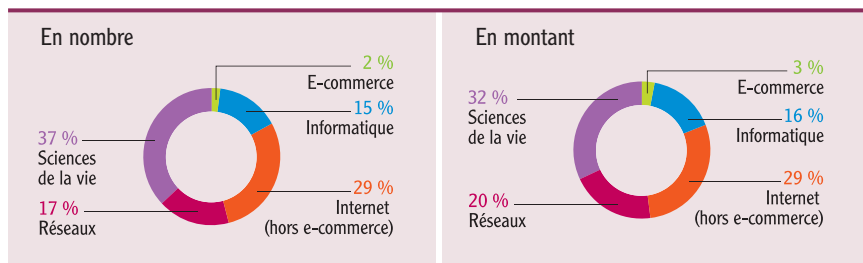 En nombre
2 %
E-commerce
15 %
Informatique
37 %
Sciences
de la vie
29 %
Internet
(hors e-commerce)
17 %
Réseaux
En montant
3 %
E-commerce
32 %
Sciences
de la vie
16 %
Informatique
29 %
Internet
(hors e-commerce)
20 %
Réseaux